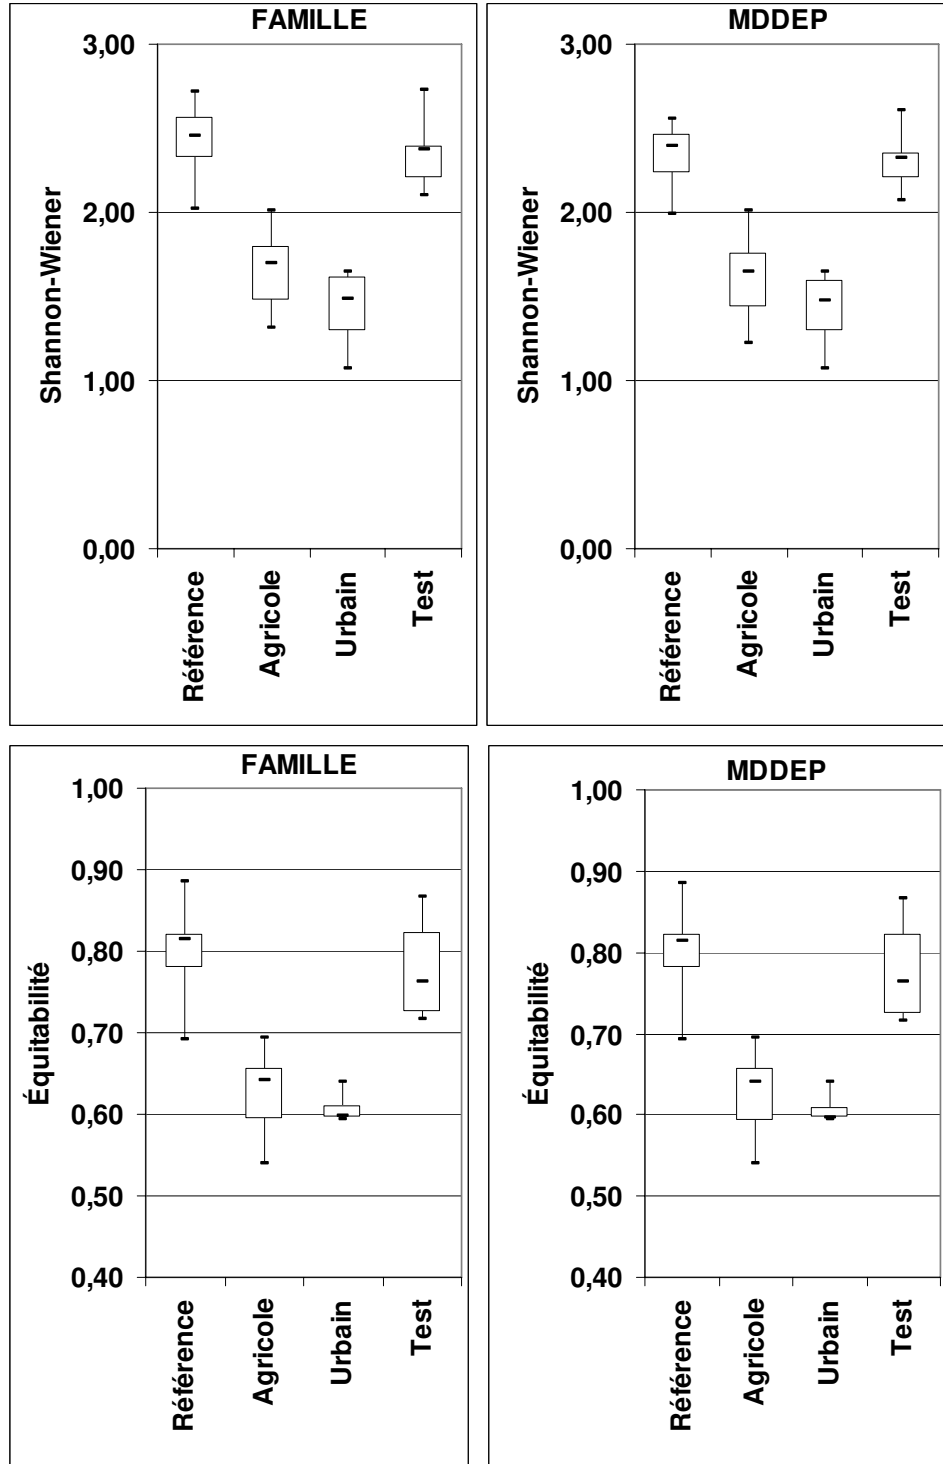 FAMILLE
3,00
2,00
1,00
0,00
Shannon-Wiener
Référence
Agricole
Urbain
Test
MDDEP
3,00
2,00
1,00
0,00
Shannon-Wiener
Référence
Agricole
Urbain
Test
FAMILLE
1,00
0,90
0,80
0,70
0,60
0,50
0,40
Équitabilité
Référence
Agricole
Urbain
Test
MDDEP
1,00
0,90
0,80
0,70
0,60
0,50
0,40
Équitabilité
Référence
Agricole
Urbain
Test